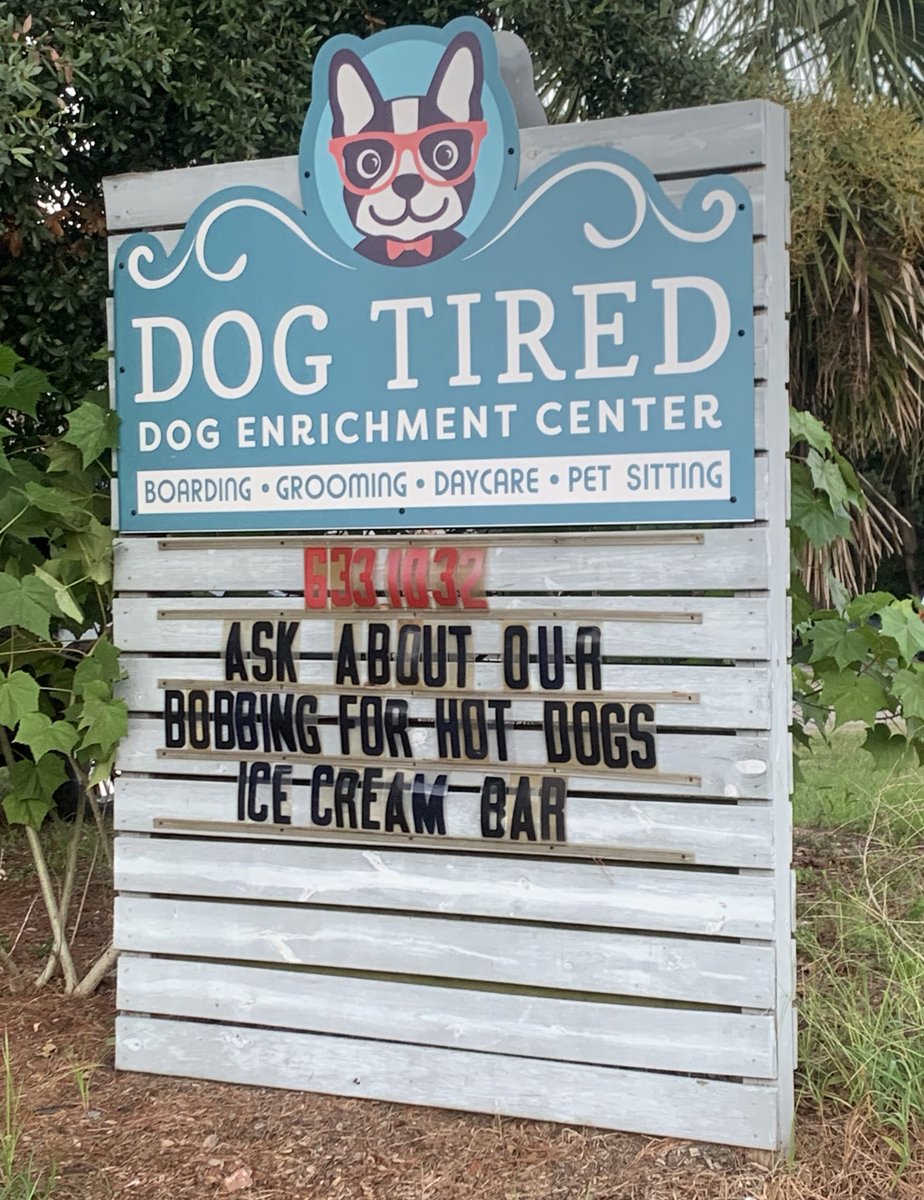 DOG TIRED
DOG ENRICHMENT CENTER
BOARDING • GROOMING • DAYCARE • PET SITTING
633 1032
ASK ABOUT OUR
BOBBING FOR HOT DOGS
ICE CREAM BAR